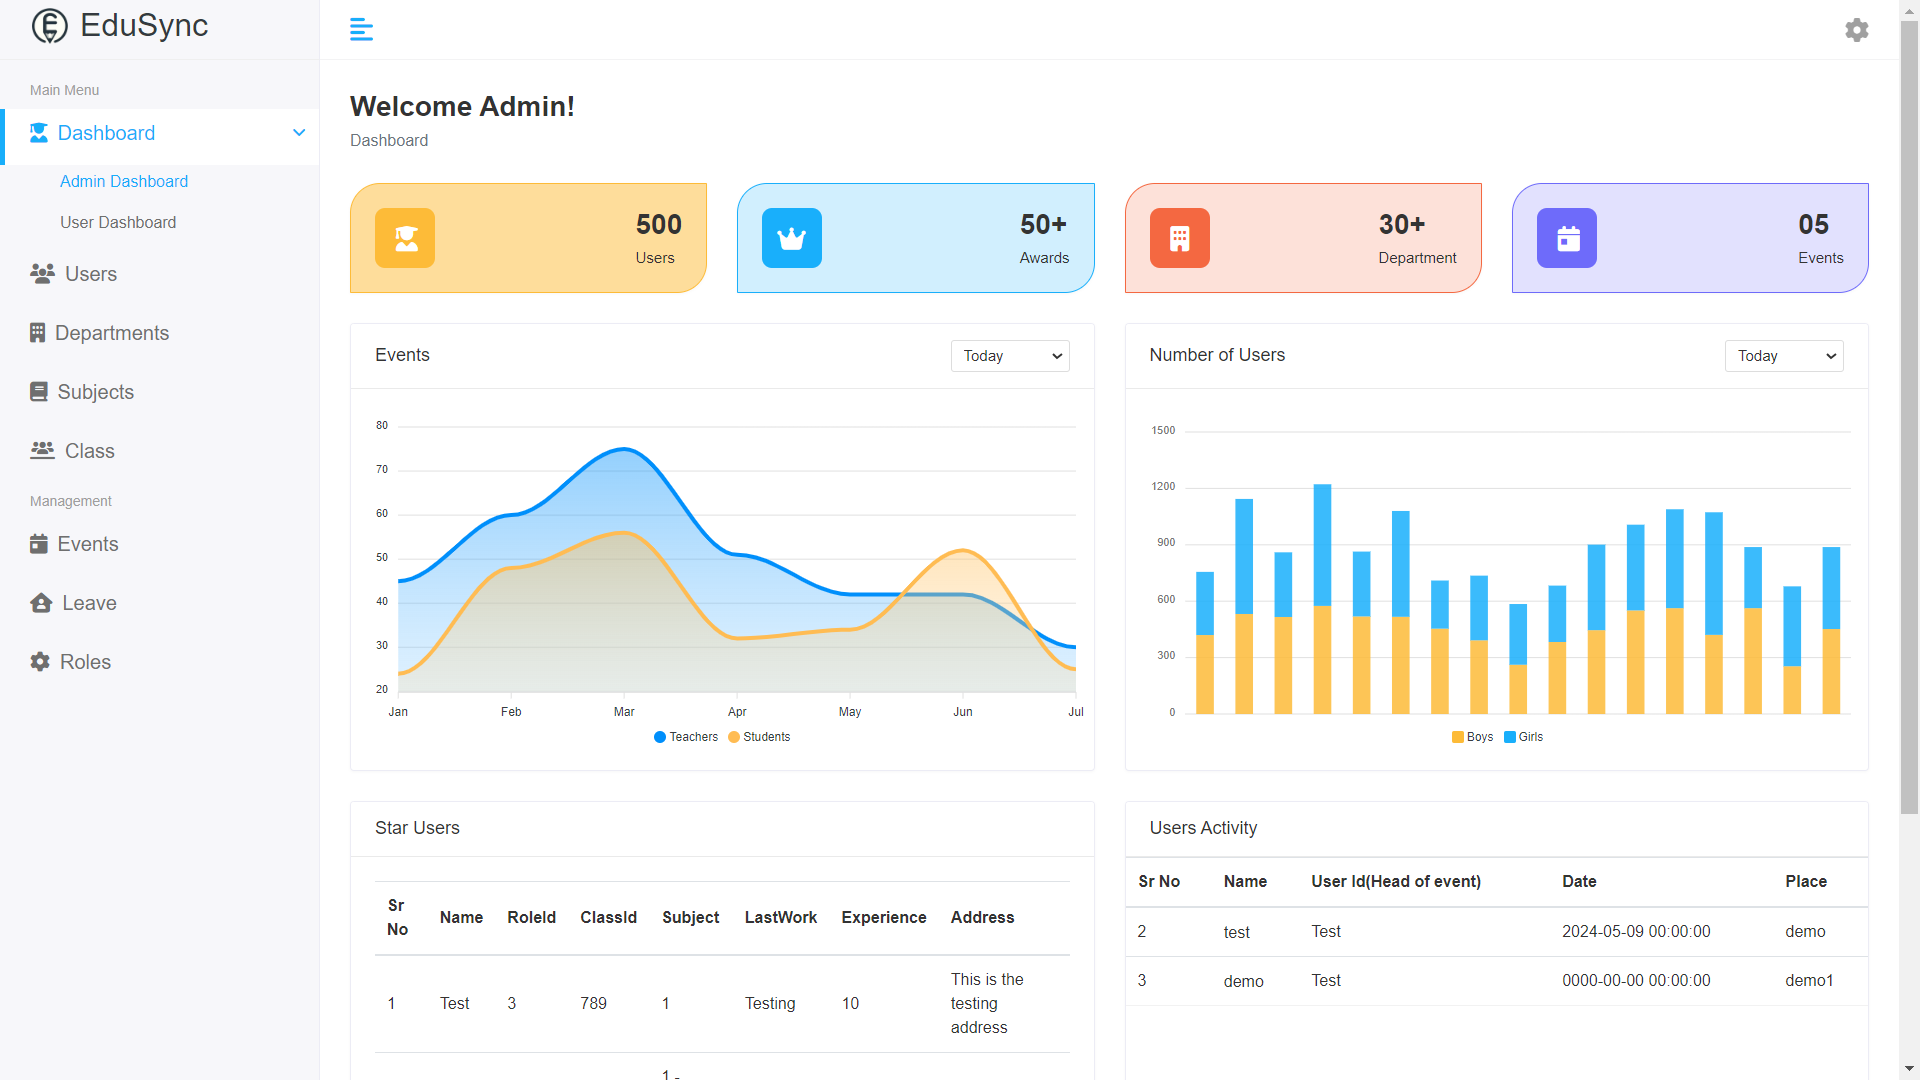 EduSync
Main Menu
Dashboard
Admin Dashboard
User Dashboard
Users
Departments
Subjects
Class
Management
Events
Leave
Roles
Welcome Admin!
Dashboard
500
Users
50+
Awards
30+
Department
05
Events
Events
Today
80
70
60
50
40
30
20
Jan Feb Mar Apr May Jun Jul
Teachers Students
Number of Users
Today
1500
1200
900
600
300
0
Boys Girls
Star Users
Sr No Name RoleId ClassId Subject LastWork Experience Address
1 Test 3 789 1 Testing 10 This is the
testing
address
1 -
Users Activity
Sr No Name User Id(Head of event) Date Place
2 test Test 2024-05-09 00:00:00 demo
3 demo Test 0000-00-00 00:00:00 demo1